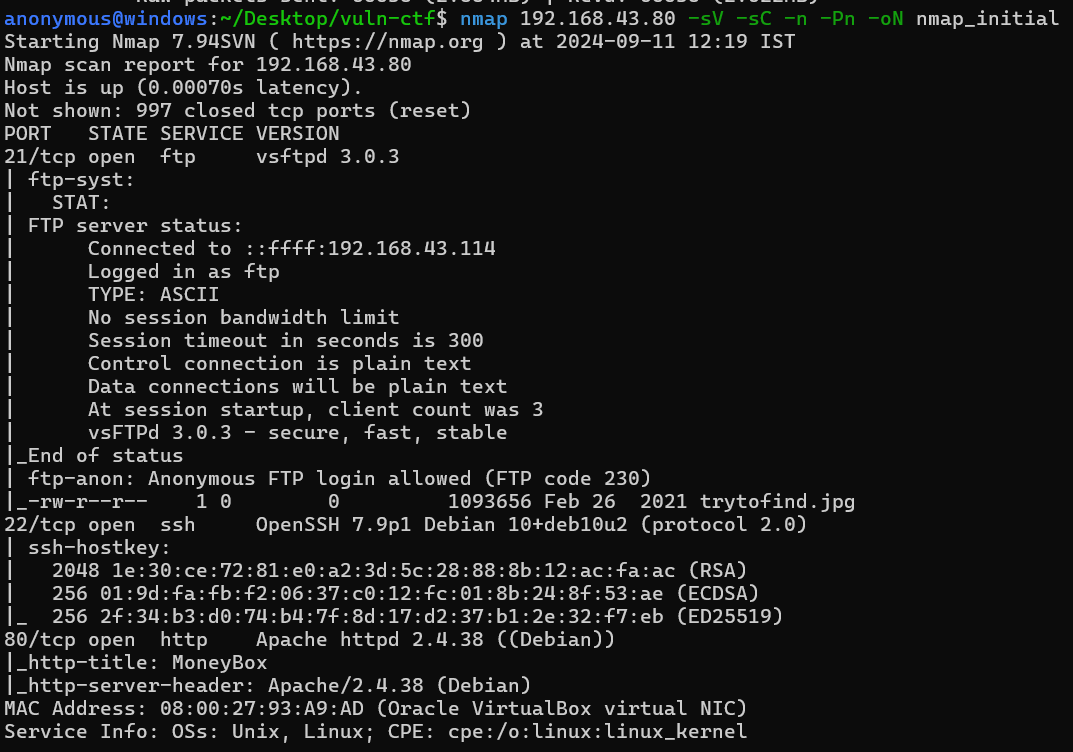 anonymous@windows:~/Desktop/vuln-ctf$ nmap 192.168.43.80 -sV -sC -n -Pn -oN nmap_initial
Starting Nmap 7.94SVN ( https://nmap.org ) at 2024-09-11 12:19 IST
Nmap scan report for 192.168.43.80
Host is up (0.00070s latency).
Not shown: 997 closed tcp ports (reset)
PORT   STATE SERVICE VERSION
21/tcp open  ftp     vsftpd 3.0.3
| ftp-syst:
|   STAT:
| FTP server status:
|      Connected to ::ffff:192.168.43.114
|      Logged in as ftp
|      TYPE: ASCII
|      No session bandwidth limit
|      Session timeout in seconds is 300
|      Control connection is plain text
|      Data connections will be plain text
|      At session startup, client count was 3
|      vsFTPd 3.0.3 - secure, fast, stable
|_End of status
| ftp-anon: Anonymous FTP login allowed (FTP code 230)
|_-rw-r--r--    1 0        0         1093656 Feb 26  2021 trytofind.jpg
22/tcp open  ssh     OpenSSH 7.9p1 Debian 10+deb10u2 (protocol 2.0)
| ssh-hostkey:
|   2048 1e:30:ce:72:81:e0:a2:3d:5c:28:88:8b:12:ac:fa:ac (RSA)
|   256 01:9d:fa:fb:f2:06:37:c0:12:fc:01:8b:24:8f:53:ae (ECDSA)
|_  256 2f:34:b3:d0:74:b4:7f:8d:17:d2:37:b1:2e:32:f7:eb (ED25519)
80/tcp open  http    Apache httpd 2.4.38 ((Debian))
|_http-title: MoneyBox
|_http-server-header: Apache/2.4.38 (Debian)
MAC Address: 08:00:27:93:A9:AD (Oracle VirtualBox virtual NIC)
Service Info: OSs: Unix, Linux; CPE: cpe:/o:linux:linux_kernel